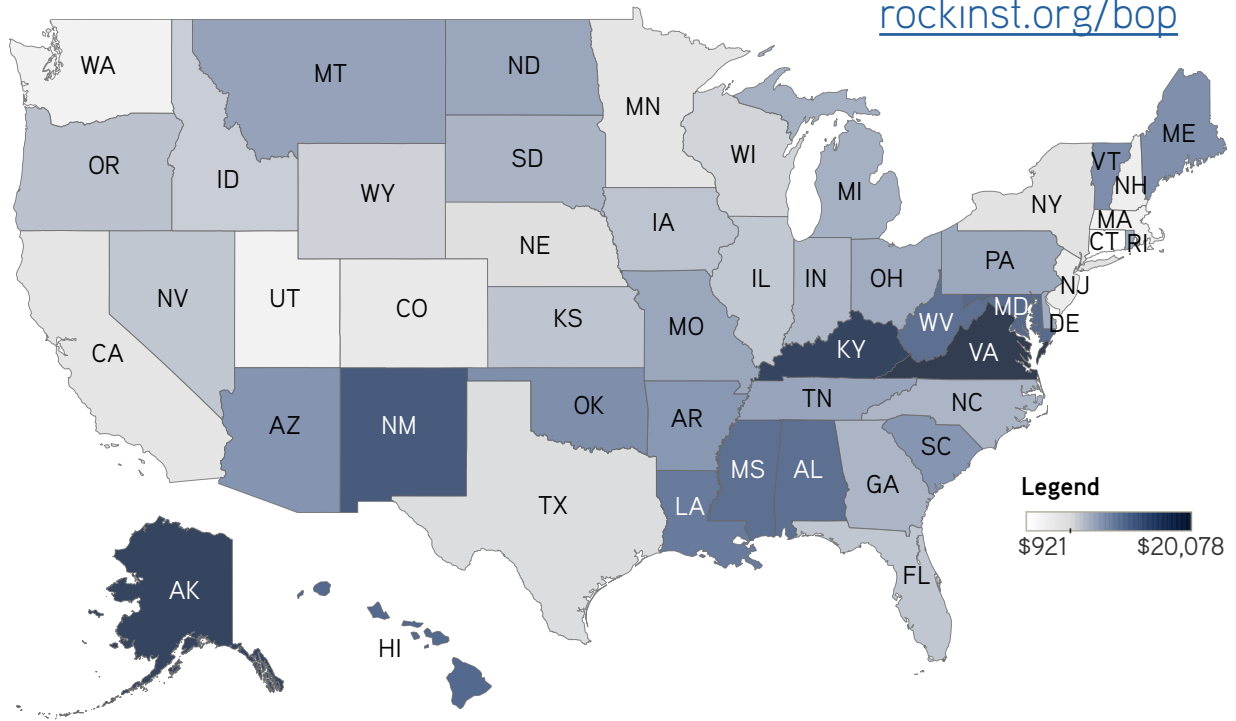 rockinst.org/bop
WA
MT
ND
MN
OR
ID
SD
WI
WY
MI
VT
ME
NH
NY
MA
CT
RI
IA
NE
PA
NV
UT
CO
IL
IN
OH
NJ
KS
MO
WV
MD
DE
CA
KY
VA
AZ
NM
OK
AR
TN
NC
MS
AL
SC
TX
LA
GA
Legend
$921
$20,078
FL
AK
HI